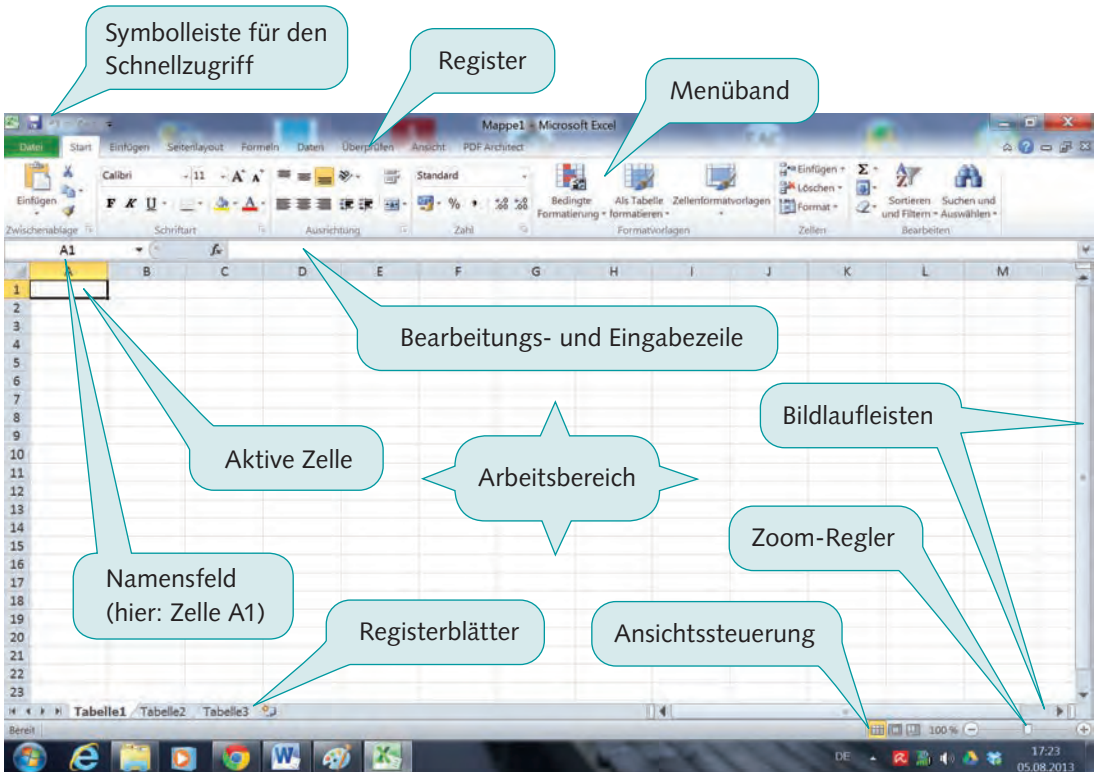 Symbolleiste für den
Schnellzugriff
Register
Menüband
Mappe1 - Microsoft Excel
Datei Start Einfügen Seitenlayout Formeln Daten Überprüfen Ansicht PDF Architect
Calibri 11 A A Standard
Einfügen
F K U A % Bedingte Formatierung Als Tabelle formatieren Zellenformatvorlagen
Einfügen
Löschen
Format
Σ
Sortieren und Filtern
Suchen und Auswählen
Zwischenablage Schriftart Ausrichtung Zahl Formatvorlagen Zellen Bearbeiten
A1 fx
A B C D E F G H I J K L M
1
2
3
4
5
6
7
8
9
10
11
12
13
14
15
16
17
18
19
20
21
22
23
Bearbeitungs- und Eingabezeile
Bildlaufleisten
Aktive Zelle
Arbeitsbereich
Zoom-Regler
Namensfeld
(hier: Zelle A1)
Registerblätter
Ansichtssteuerung
Tabelle1 Tabelle2 Tabelle3
Bereit 100 %
DE 17:23
05.08.2013